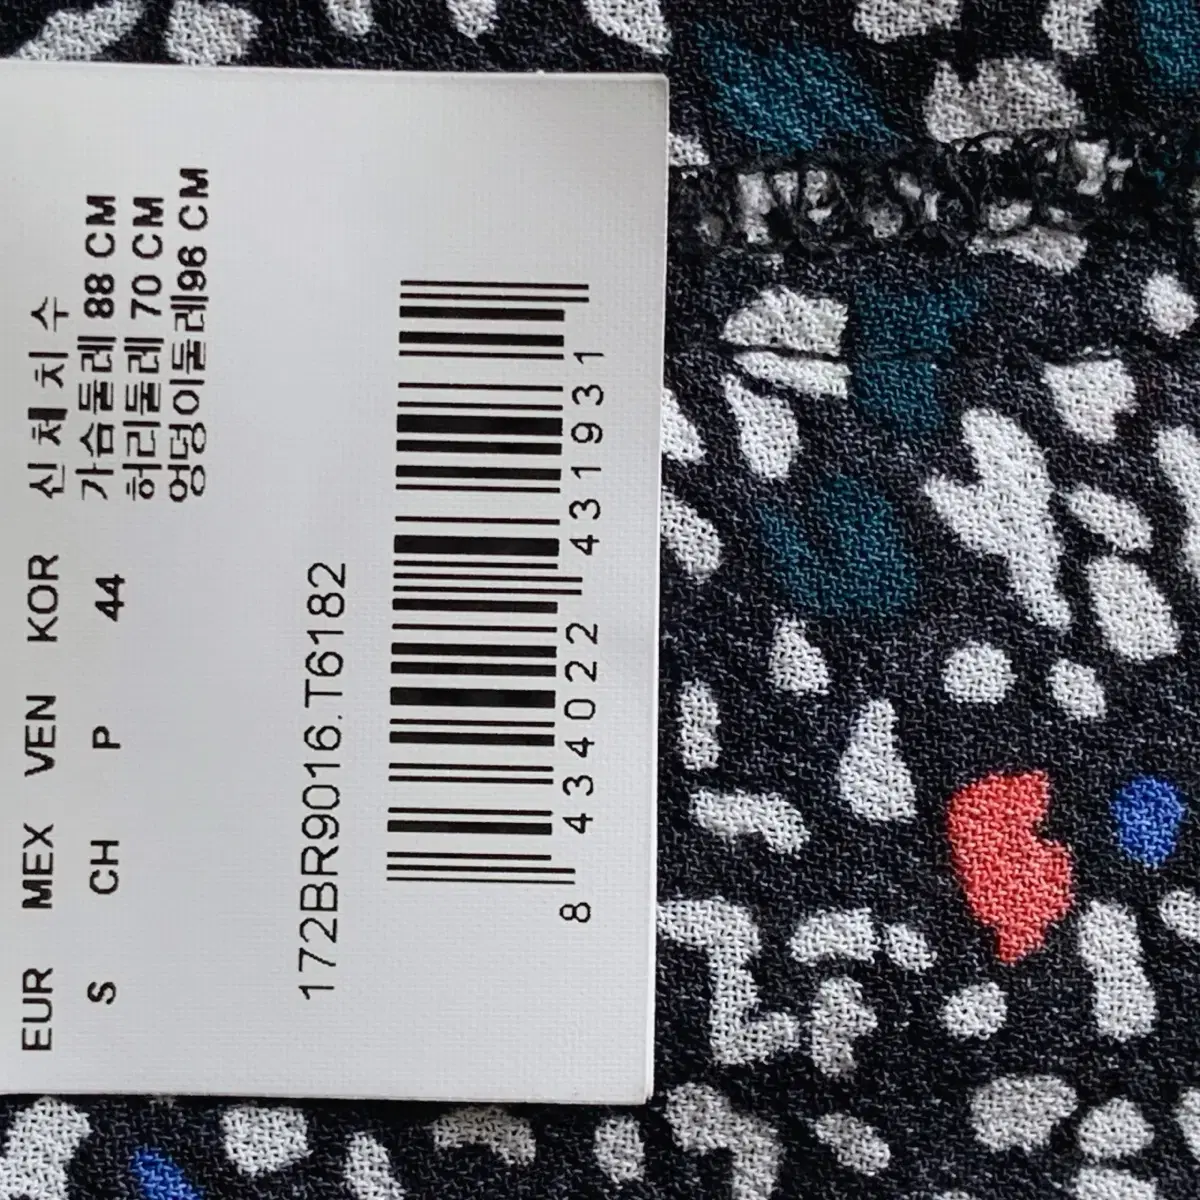 EUR MEX VEN KOR 신체 치수
S CH P 44 가슴둘레 88 CM
허리둘레 70 CM
엉덩이둘레96 CM
172BR9016.T6182
8 434022 431931